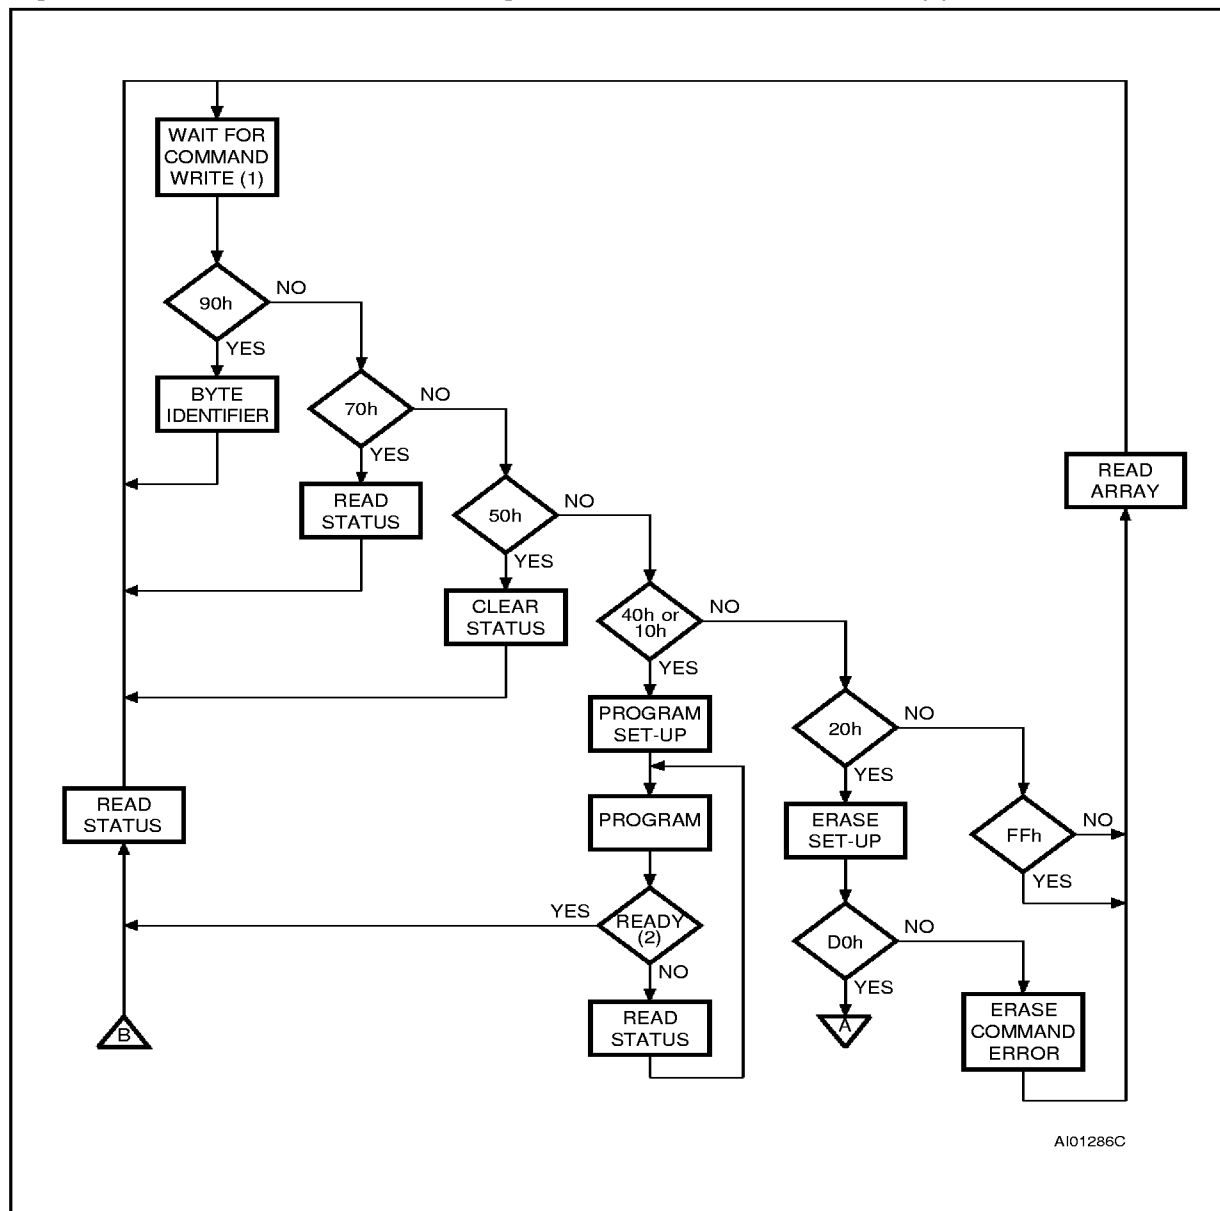 WAIT FOR
COMMAND
WRITE (1)
90h
NO
YES
BYTE
IDENTIFIER
70h
NO
YES
READ
STATUS
50h
NO
YES
CLEAR
STATUS
40h or
10h
NO
YES
PROGRAM
SET-UP
PROGRAM
READY
(2)
YES
NO
READ
STATUS
20h
NO
YES
ERASE
SET-UP
D0h
NO
YES
A
ERASE
COMMAND
ERROR
FFh
NO
YES
READ
ARRAY
READ
STATUS
B
AI01286C